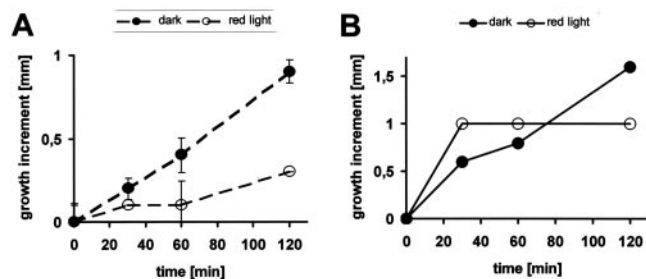 A
dark red light
growth increment [mm]
1
0,5
0
0 20 40 60 80 100 120
time [min]
B
dark red light
growth increment [mm]
1,5
1
0,5
0
0 20 40 60 80 100 120
time [min]